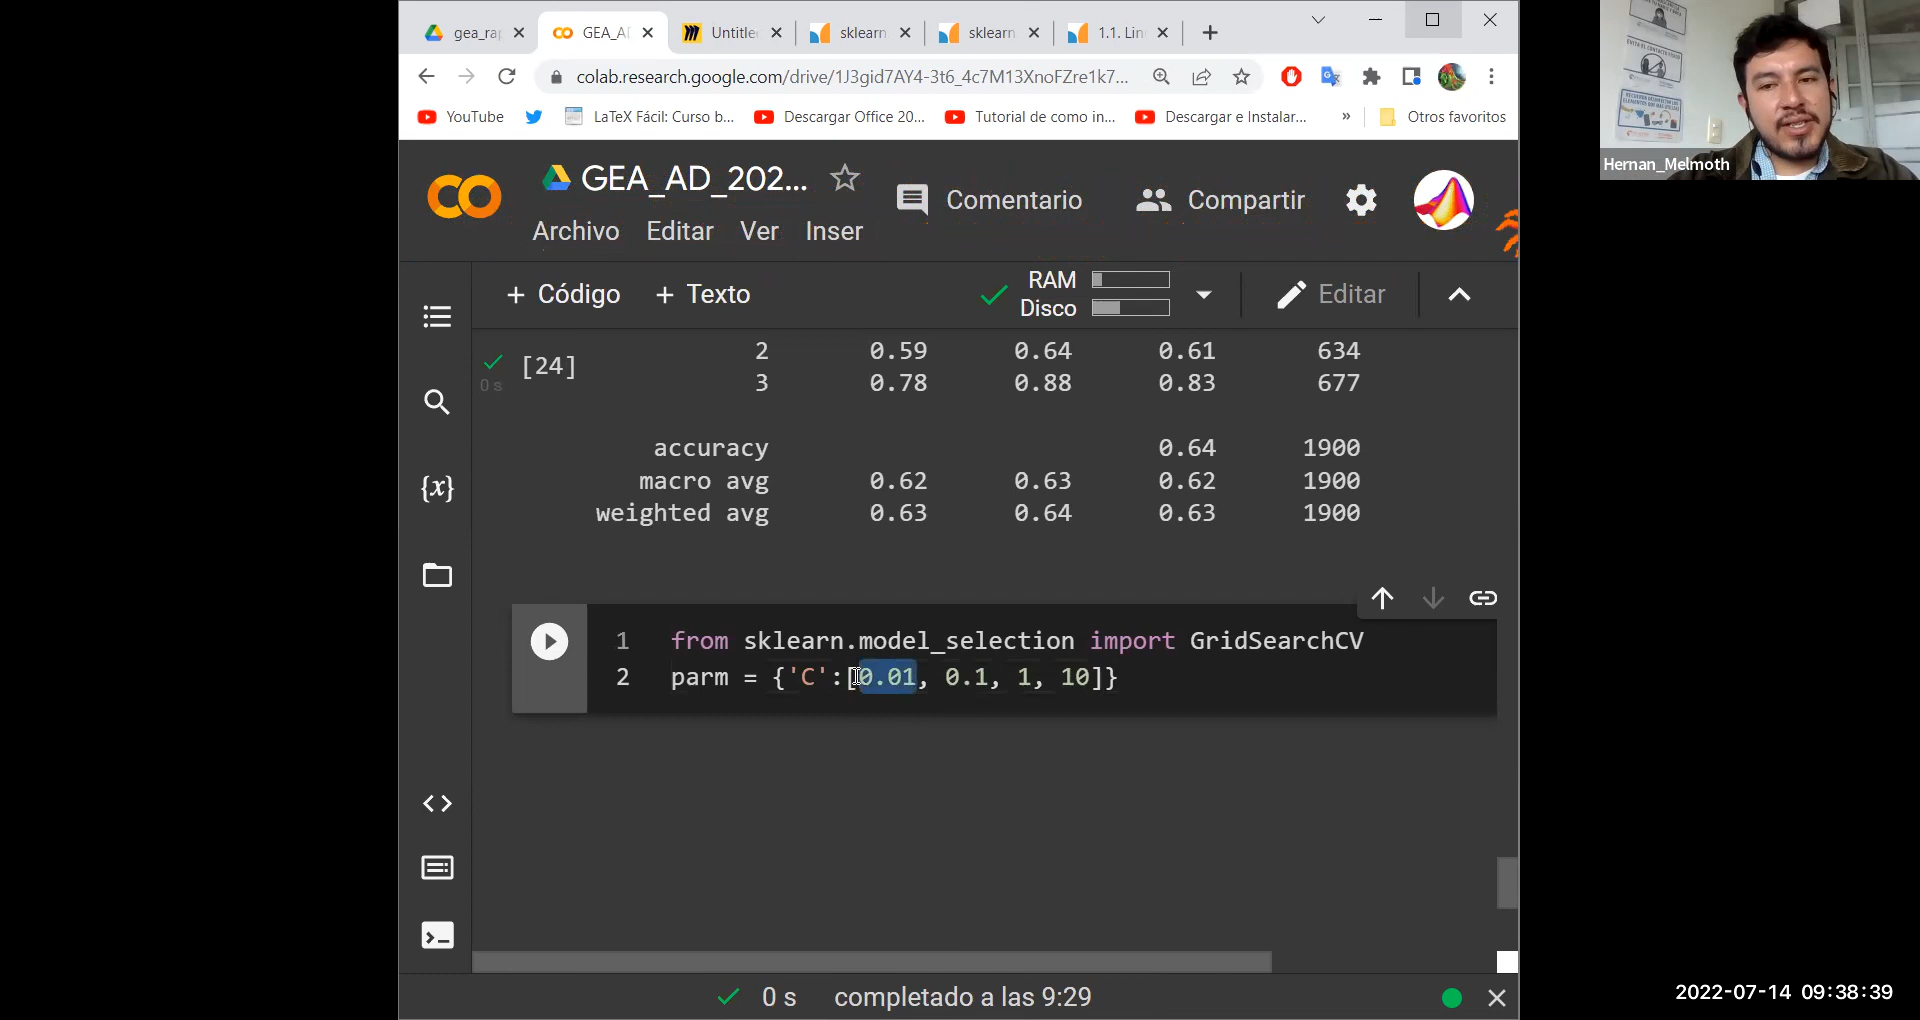 gea_ra
GEA_A
Untitle
sklearn
sklearn
1.1. Lin
colab.research.google.com/drive/1J3gid7AY4-3t6_4c7M13XnoFZre1k7...
YouTube
LaTeX Fácil: Curso b...
Descargar Office 20...
Tutorial de como in...
Descargar e Instalar...
»
Otros favoritos
GEA_AD_202...
Comentario
Compartir
Archivo Editar Ver Inser
+ Código + Texto
RAM
Disco
Editar
[24]
0 s
2 0.59 0.64 0.61 634
3 0.78 0.88 0.83 677
accuracy 0.64 1900
macro avg 0.62 0.63 0.62 1900
weighted avg 0.63 0.64 0.63 1900
{x}
1 from sklearn.model_selection import GridSearchCV
2 parm = {'C':[0.01, 0.1, 1, 10]}
0 s completado a las 9:29
Hernan_Melmoth
2022-07-14 09:38:39